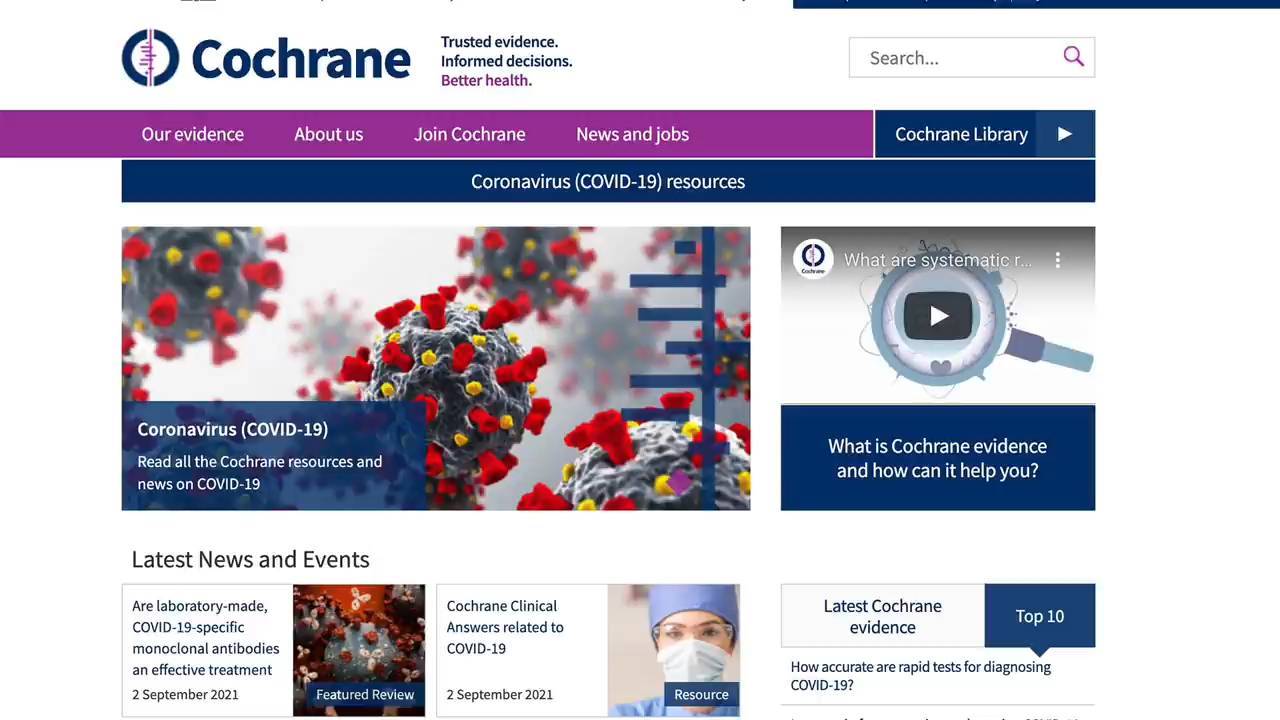 Cochrane
Trusted evidence.
Informed decisions.
Better health.
Search...
Our evidence
About us
Join Cochrane
News and jobs
Cochrane Library
Coronavirus (COVID-19) resources
Coronavirus (COVID-19)
Read all the Cochrane resources and
news on COVID-19
Cochrane
What are systematic r...
What is Cochrane evidence
and how can it help you?
Latest News and Events
Are laboratory-made,
COVID-19-specific
monoclonal antibodies
an effective treatment
2 September 2021
Featured Review
Cochrane Clinical
Answers related to
COVID-19
2 September 2021
Resource
Latest Cochrane
evidence
Top 10
How accurate are rapid tests for diagnosing
COVID-19?